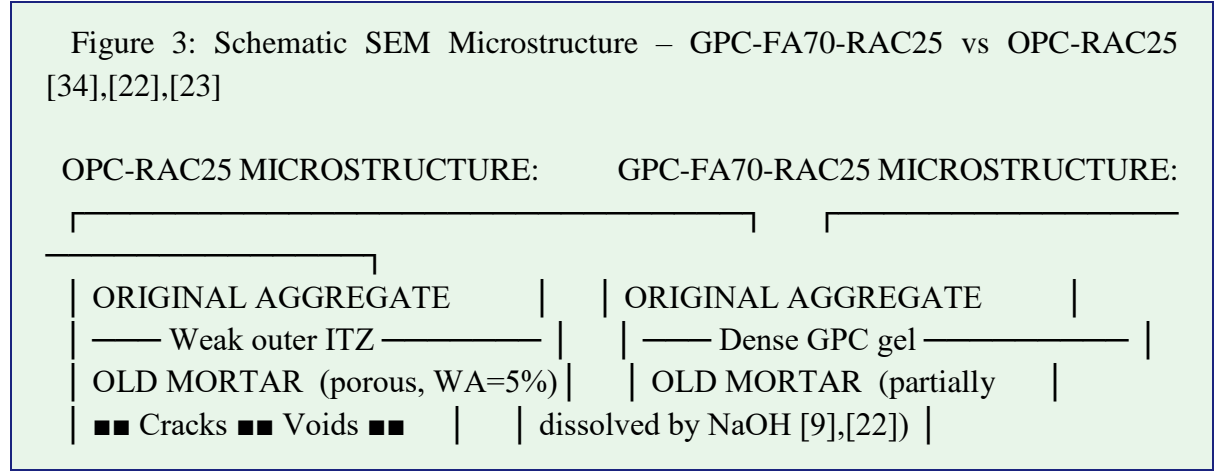 Figure 3: Schematic SEM Microstructure – GPC-FA70-RAC25 vs OPC-RAC25
[34],[22],[23]
OPC-RAC25 MICROSTRUCTURE: GPC-FA70-RAC25 MICROSTRUCTURE:
│ ORIGINAL AGGREGATE │ │ ORIGINAL AGGREGATE │
│ ─── Weak outer ITZ ─────── │ │ ─── Dense GPC gel ───────── │
│ OLD MORTAR (porous, WA=5%) │ │ OLD MORTAR (partially │
│ ■■ Cracks ■■ Voids ■■ │ │ dissolved by NaOH [9],[22]) │